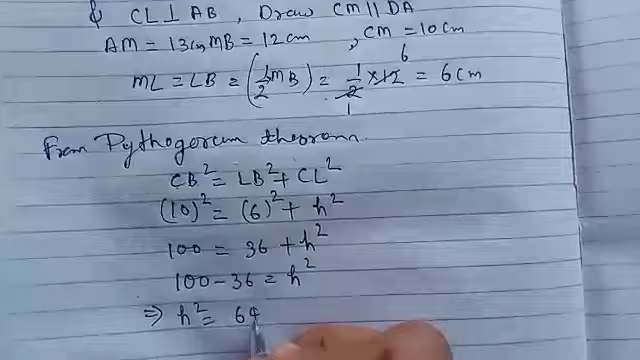 & CL ⊥ AB , Draw CM || DA
AM = 13cm, MB = 12cm , CM = 10cm
ML = LB = (1/2 MB) = 1/2 × 12 = 6cm
6
1
From Pythogorum theoram
CB² = LB² + CL²
(10)² = (6)² + h²
100 = 36 + h²
100 - 36 = h²
⇒ h² = 64